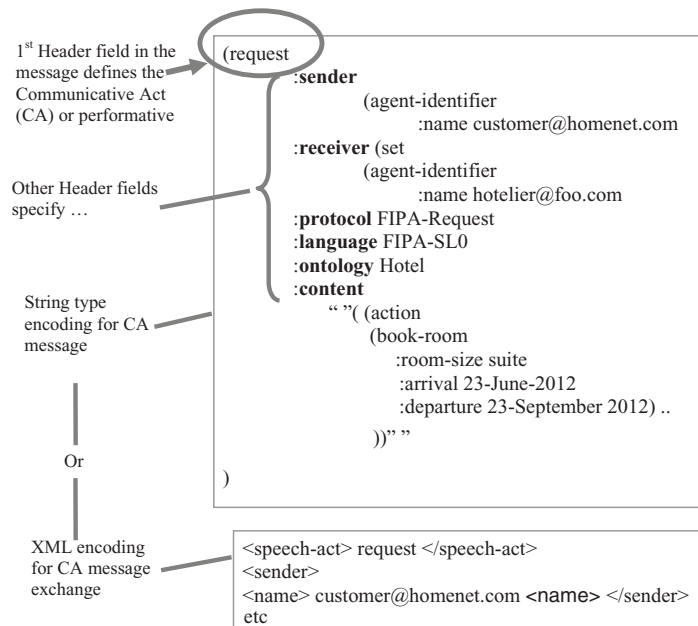 1st Header field in the
message defines the
Communicative Act
(CA) or performative
Other Header fields
specify …
String type
encoding for CA
message
Or
XML encoding
for CA message
exchange
(request
:sender
(agent-identifier
:name customer@homenet.com
:receiver (set
(agent-identifier
:name hotelier@foo.com
:protocol FIPA-Request
:language FIPA-SL0
:ontology Hotel
:content
“ ”( (action
(book-room
:room-size suite
:arrival 23-June-2012
:departure 23-September 2012) ..
))” ”
)
<speech-act> request </speech-act>
<sender>
<name> customer@homenet.com <name> </sender>
etc